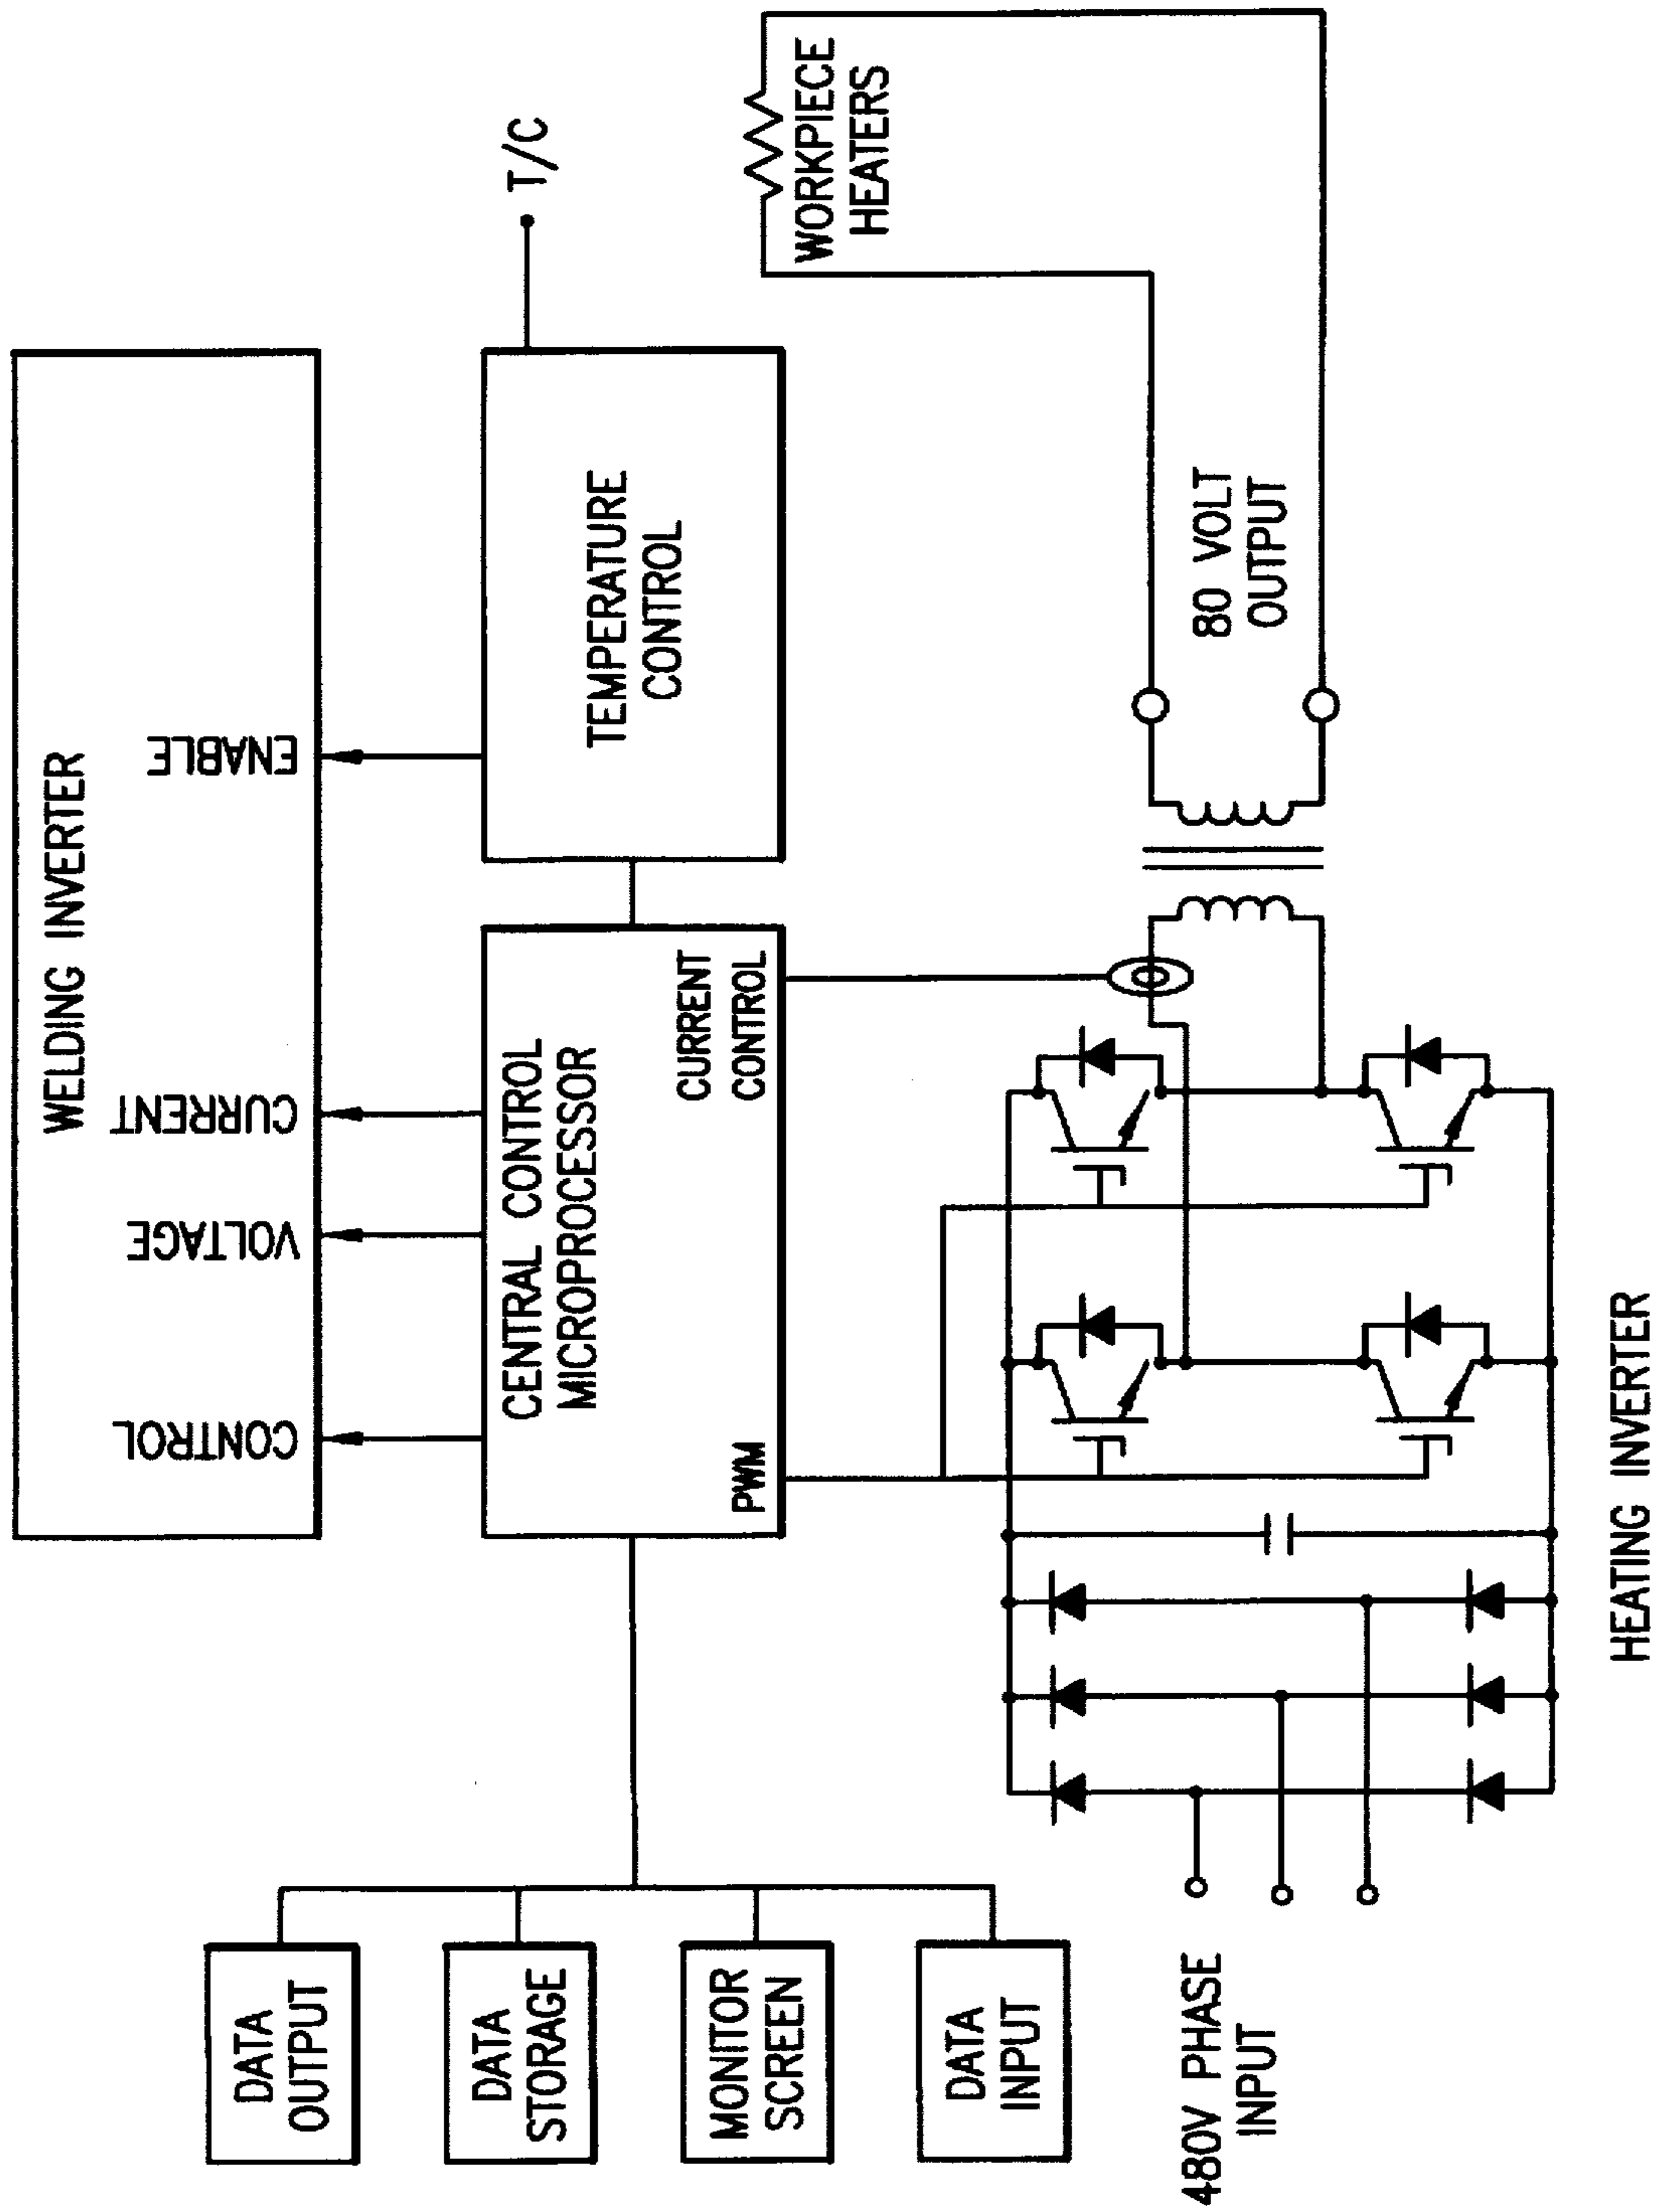 WELDING INVERTER
CONTROL
VOLTAGE
CURRENT
ENABLE
DATA
OUTPUT
DATA
STORAGE
MONITOR
SCREEN
DATA
INPUT
CENTRAL CONTROL
MICROPROCESSOR
PWM
CURRENT
CONTROL
TEMPERATURE
CONTROL
T/C
WORKPIECE
HEATERS
80 VOLT
OUTPUT
480V PHASE
INPUT
HEATING INVERTER